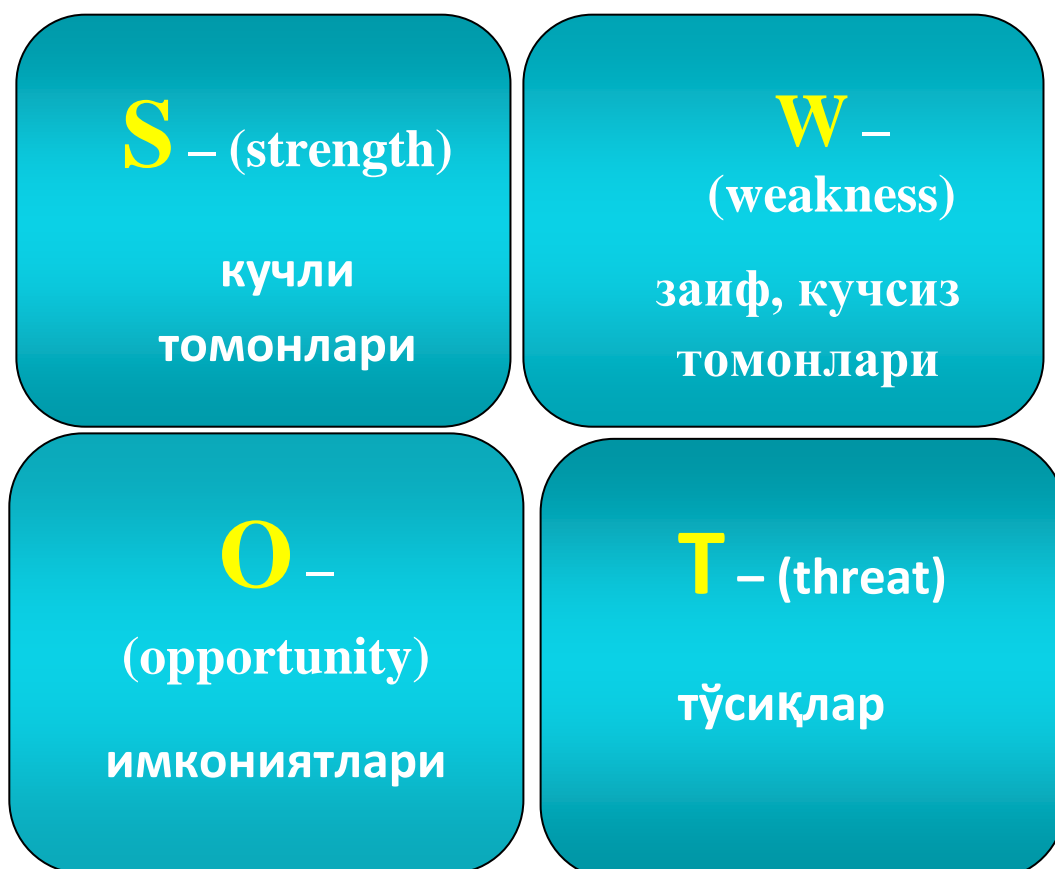 S – (strength)
кучли
томонлари
W –
(weakness)
заиф, кучсиз
томонлари
O –
(opportunity)
имкониятлари
T – (threat)
тўсиқлар